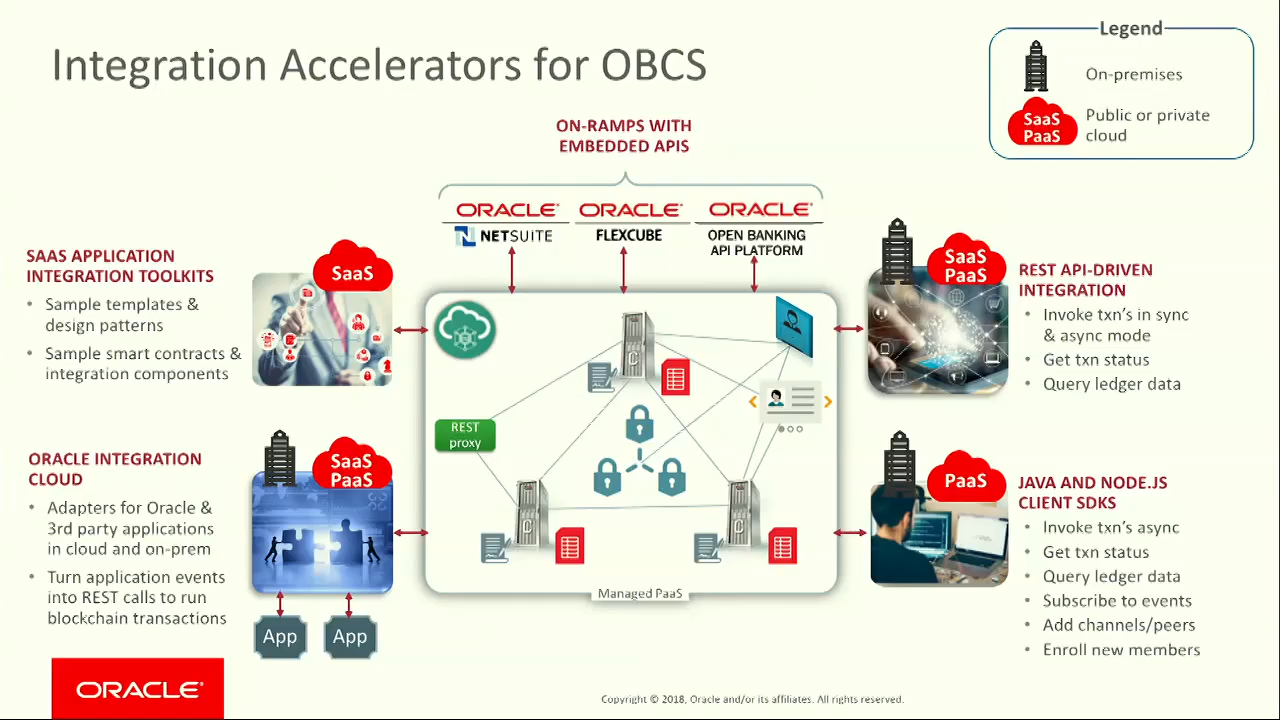 Integration Accelerators for OBCS
Legend
On-premises
SaaS
PaaS
Public or private
cloud
ON-RAMPS WITH
EMBEDDED APIS
ORACLE®
NETSUITE
ORACLE®
FLEXCUBE
ORACLE®
OPEN BANKING
API PLATFORM
SAAS APPLICATION
INTEGRATION TOOLKITS
• Sample templates &
design patterns
• Sample smart contracts &
integration components
SaaS
ORACLE INTEGRATION
CLOUD
• Adapters for Oracle &
3rd party applications
in cloud and on-prem
• Turn application events
into REST calls to run
blockchain transactions
SaaS
PaaS
App
App
REST
proxy
Managed PaaS
SaaS
PaaS
REST API-DRIVEN
INTEGRATION
• Invoke txn's in sync
& async mode
• Get txn status
• Query ledger data
PaaS
JAVA AND NODE.JS
CLIENT SDKS
• Invoke txn's async
• Get txn status
• Query ledger data
• Subscribe to events
• Add channels/peers
• Enroll new members
ORACLE®
Copyright © 2018, Oracle and/or its affiliates. All rights reserved.